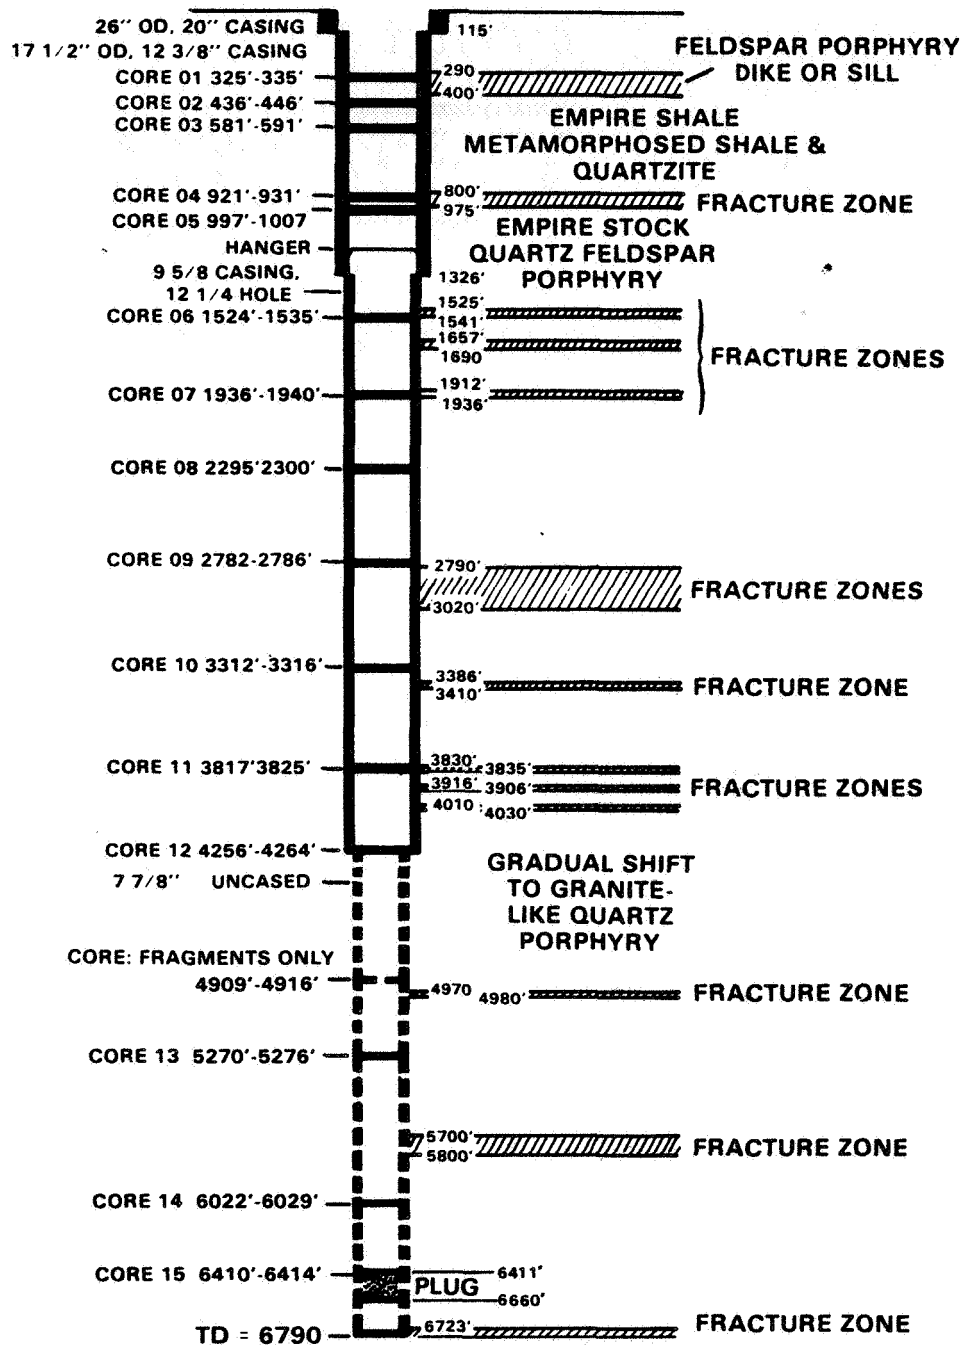 26" OD, 20" CASING
115'
17 1/2" OD, 12 3/8" CASING
FELDSPAR PORPHYRY
DIKE OR SILL
CORE 01 325'-335'
290
400'
CORE 02 436'-446'
CORE 03 581'-591'
EMPIRE SHALE
METAMORPHOSED SHALE &
QUARTZITE
CORE 04 921'-931'
800'
975'
FRACTURE ZONE
CORE 05 997'-1007
EMPIRE STOCK
QUARTZ FELDSPAR
PORPHYRY
HANGER
9 5/8 CASING,
12 1/4 HOLE
1326'
CORE 06 1524'-1535'
1525'
1541'
1657'
1690
FRACTURE ZONES
CORE 07 1936'-1940'
1912'
1936'
CORE 08 2295'2300'
CORE 09 2782-2786'
2790'
3020'
FRACTURE ZONES
CORE 10 3312'-3316'
3386'
3410'
FRACTURE ZONE
CORE 11 3817'3825'
3830'
3835'
3916'
3906'
4010
4030'
FRACTURE ZONES
CORE 12 4256'-4264'
7 7/8" UNCASED
GRADUAL SHIFT
TO GRANITE-
LIKE QUARTZ
PORPHYRY
CORE: FRAGMENTS ONLY
4909'-4916'
4970
4980'
FRACTURE ZONE
CORE 13 5270'-5276'
5700'
5800'
FRACTURE ZONE
CORE 14 6022'-6029'
CORE 15 6410'-6414'
6411'
PLUG
6660'
TD = 6790
6723'
FRACTURE ZONE